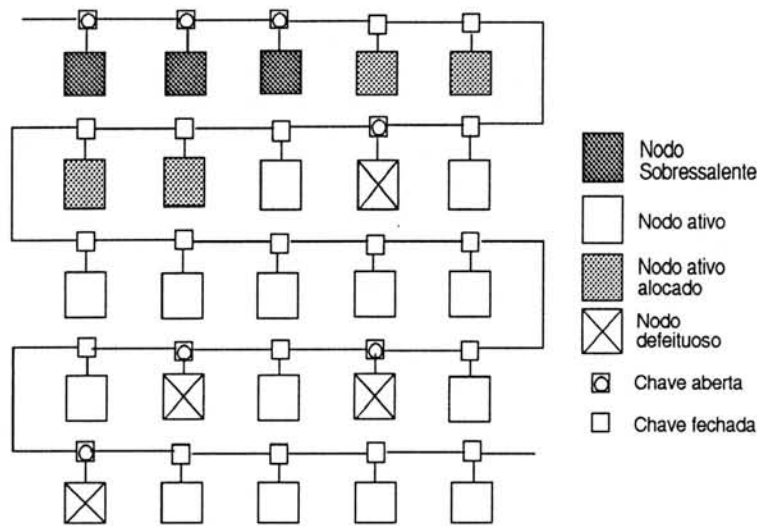 Nodo
Sobressalente
Nodo ativo
Nodo ativo
alocado
Nodo
defeituoso
Chave aberta
Chave fechada